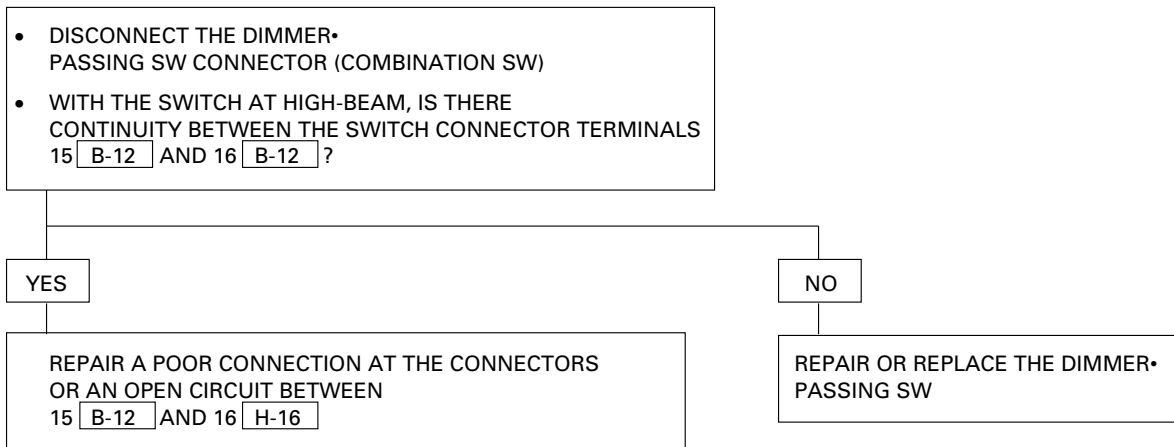 • DISCONNECT THE DIMMER•
PASSING SW CONNECTOR (COMBINATION SW)
• WITH THE SWITCH AT HIGH-BEAM, IS THERE
CONTINUITY BETWEEN THE SWITCH CONNECTOR TERMINALS
15 B-12 AND 16 B-12 ?
YES
NO
REPAIR A POOR CONNECTION AT THE CONNECTORS
OR AN OPEN CIRCUIT BETWEEN
15 B-12 AND 16 H-16
REPAIR OR REPLACE THE DIMMER•
PASSING SW